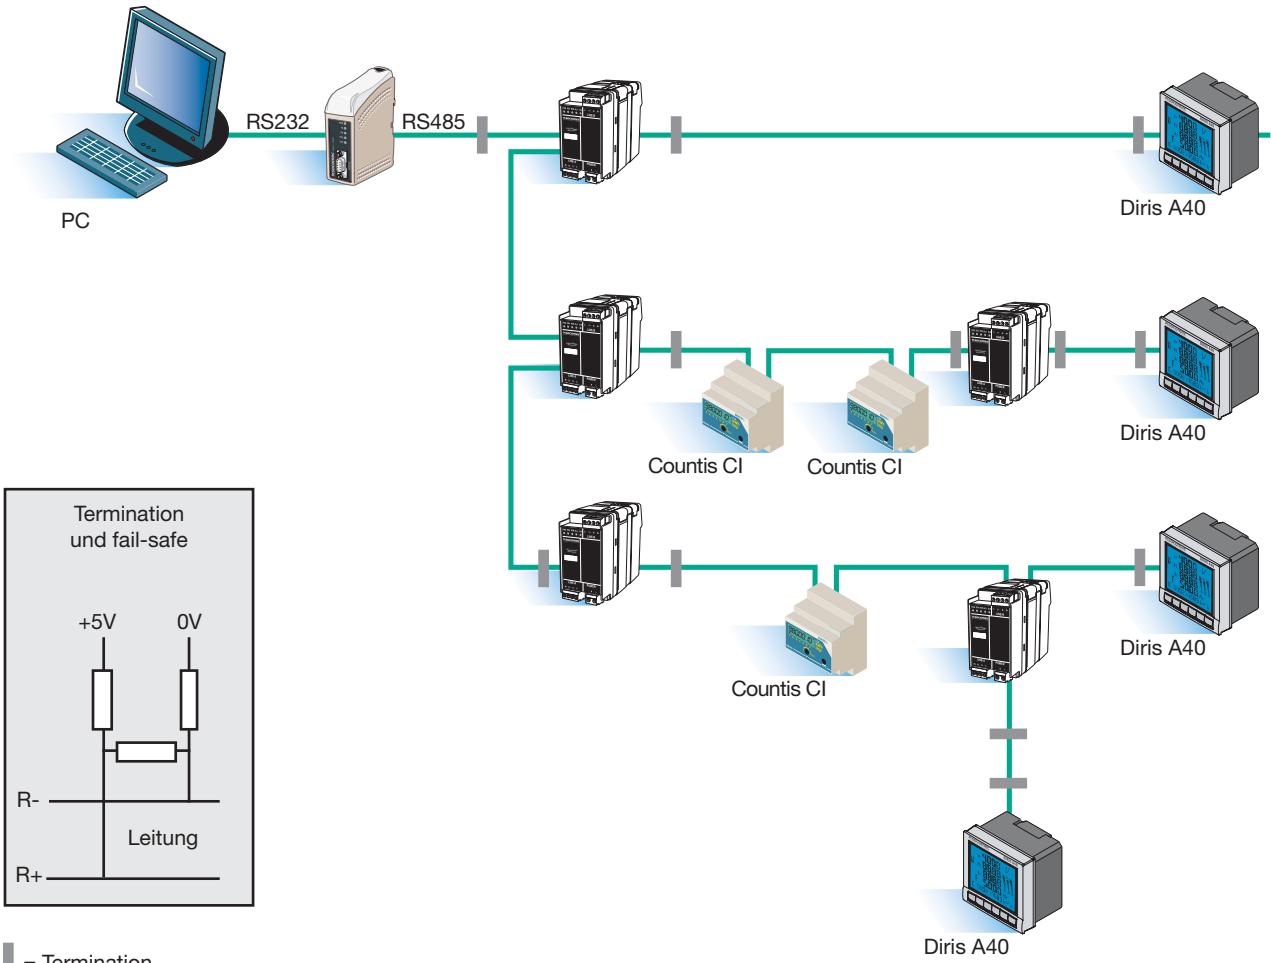 RS232
RS485
PC
Diris A40
Countis CI
Countis CI
Diris A40
Termination
und fail-safe
+5V
0V
R-
Leitung
R+
Countis CI
Diris A40
Diris A40
= Termination